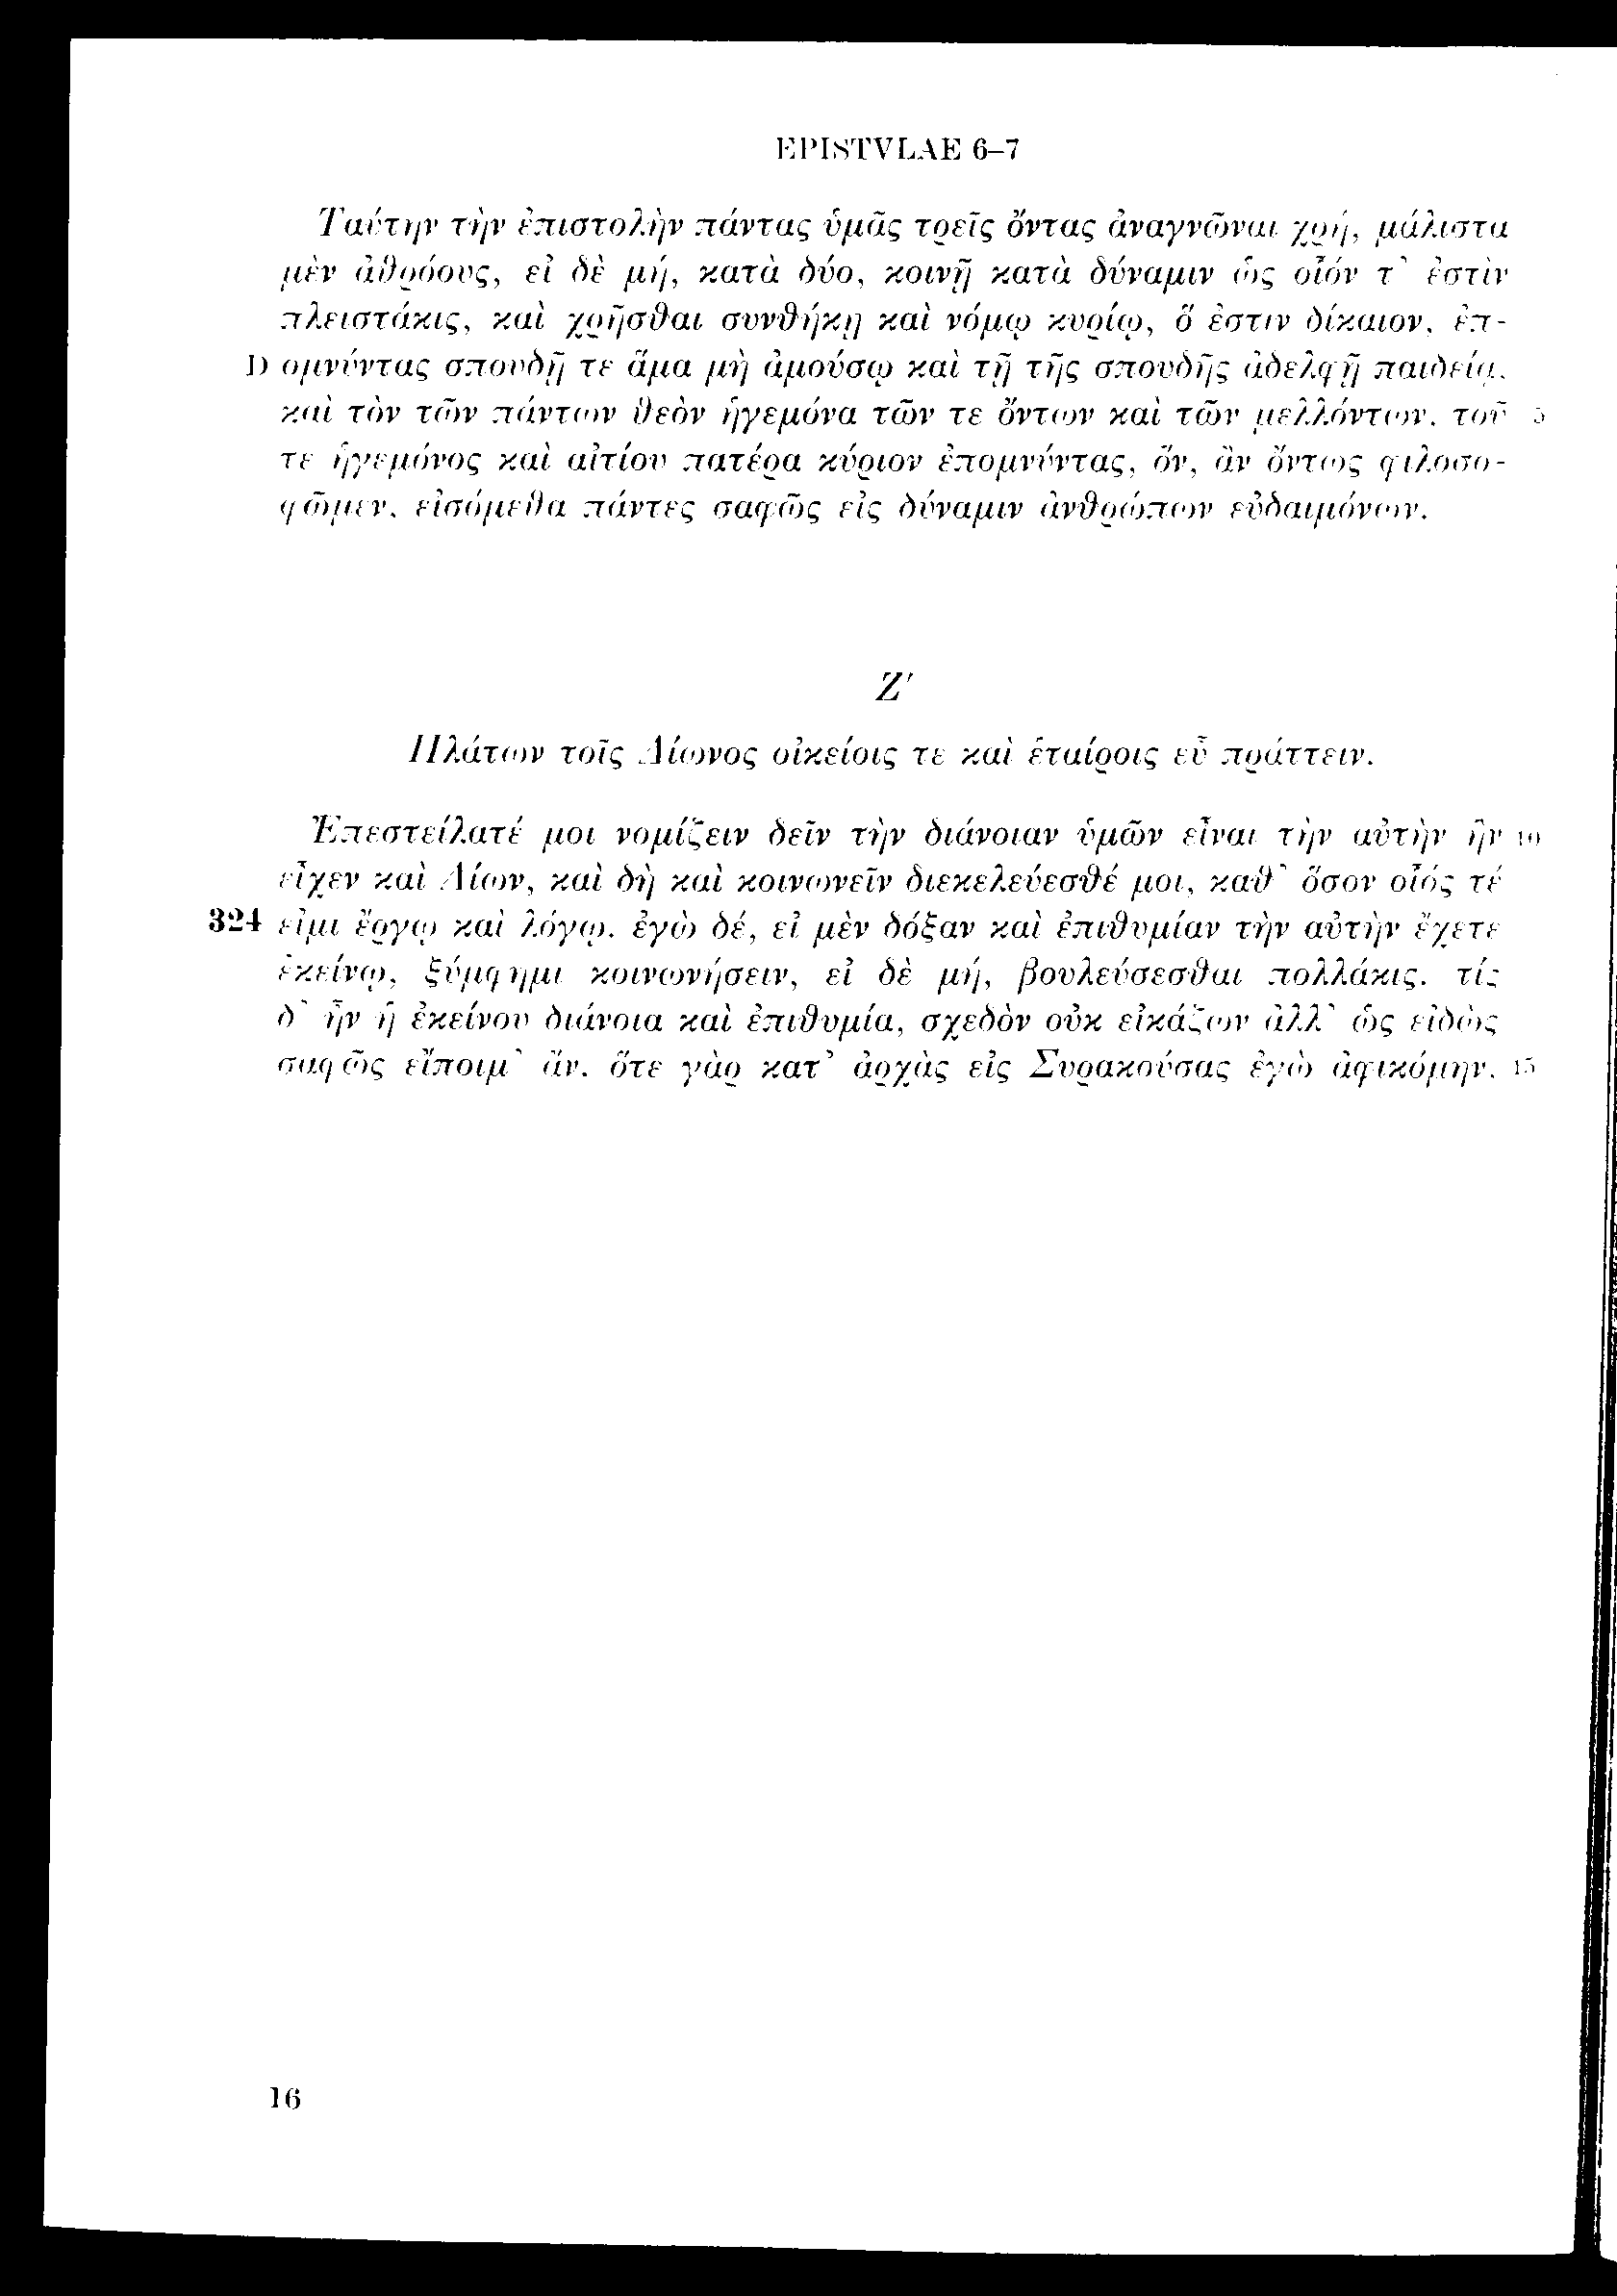 EPISTVLAE 6–7
Ταύτην τὴν ἐπιστολὴν πάντας ὑμᾶς τρεῖς ὄντας ἀναγνῶναι χρή, μάλιστα
μὲν ἀθρόους, εἰ δὲ μή, κατὰ δύο, κοινῇ κατὰ δύναμιν ὡς οἷόν τ᾽ ἐστὶν
πλειστάκις, καὶ χρῆσθαι συνθήκῃ καὶ νόμῳ κυρίῳ, ὅ ἐστιν δίκαιον, ἐπ-
D ομνύντας σπουδῇ τε ἅμα μὴ ἀμούσῳ καὶ τῇ τῆς σπουδῆς ἀδελφῇ παιδείᾳ,
καὶ τὸν τῶν πάντων θεὸν ἡγεμόνα τῶν τε ὄντων καὶ τῶν μελλόντων, τοῦ 5
τε ἡγεμόνος καὶ αἰτίου πατέρα κύριον ἐπομνύντας, ὅν, ἂν ὄντως φιλοσο-
φῶμεν, εἰσόμεθα πάντες σαφῶς εἰς δύναμιν ἀνθρώπων εὐδαιμόνων.
Ζ′
Πλάτων τοῖς Δίωνος οἰκείοις τε καὶ ἑταίροις εὖ πράττειν.
Ἐπεστείλατέ μοι νομίζειν δεῖν τὴν διάνοιαν ὑμῶν εἶναι τὴν αὐτὴν ἣν 10
εἶχεν καὶ Δίων, καὶ δὴ καὶ κοινωνεῖν διεκελεύεσθέ μοι, καθ᾽ ὅσον οἷός τέ
324 εἰμι ἔργῳ καὶ λόγῳ. ἐγὼ δέ, εἰ μὲν δόξαν καὶ ἐπιθυμίαν τὴν αὐτὴν ἔχετε
ἐκείνῳ, ξύμφημι κοινωνήσειν, εἰ δὲ μή, βουλεύσεσθαι πολλάκις. τίς
δ᾽ ἦν ἡ ἐκείνου διάνοια καὶ ἐπιθυμία, σχεδὸν οὐκ εἰκάζων ἀλλ᾽ ὡς εἰδὼς
σαφῶς εἴποιμ᾽ ἄν. ὅτε γὰρ κατ᾽ ἀρχὰς εἰς Συρακούσας ἐγὼ ἀφικόμην, 15
16